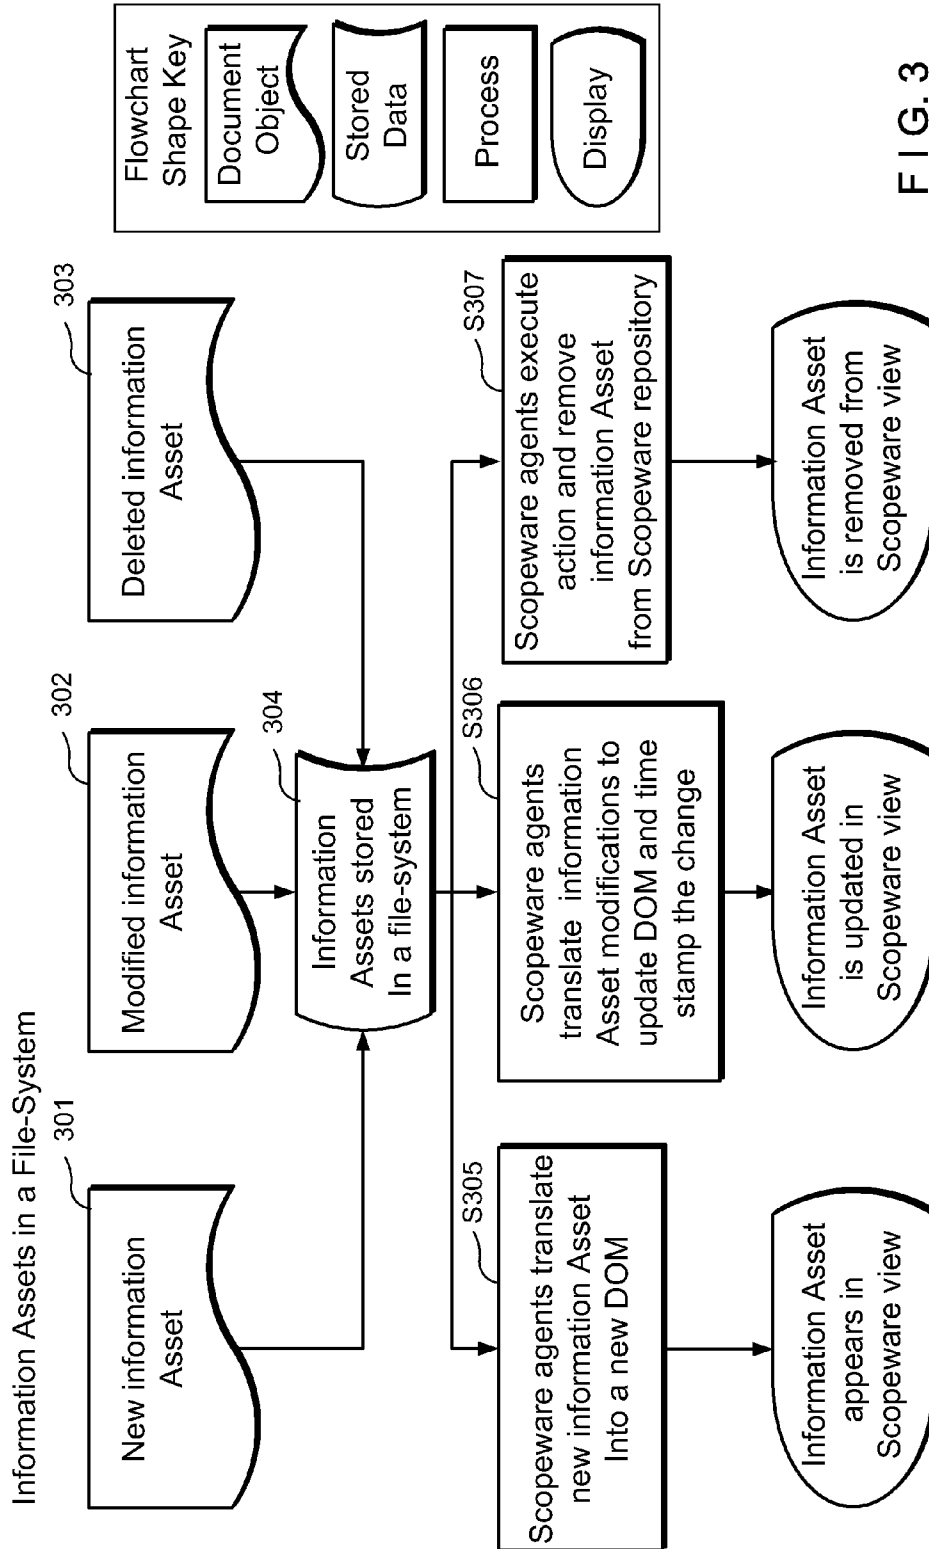 Information Assets in a File-System
301
New information
Asset
302
Modified information
Asset
303
Deleted information
Asset
304
Information
Assets stored
In a file-system
S305
Scopeware agents translate
new information Asset
Into a new DOM
S306
Scopeware agents
translate information
Asset modifications to
update DOM and time
stamp the change
S307
Scopeware agents execute
action and remove
information Asset
from Scopeware repository
Information Asset
appears in
Scopeware view
Information Asset
is updated in
Scopeware view
Information Asset
is removed from
Scopeware view
Flowchart
Shape Key
Document
Object
Stored
Data
Process
Display
FIG. 3